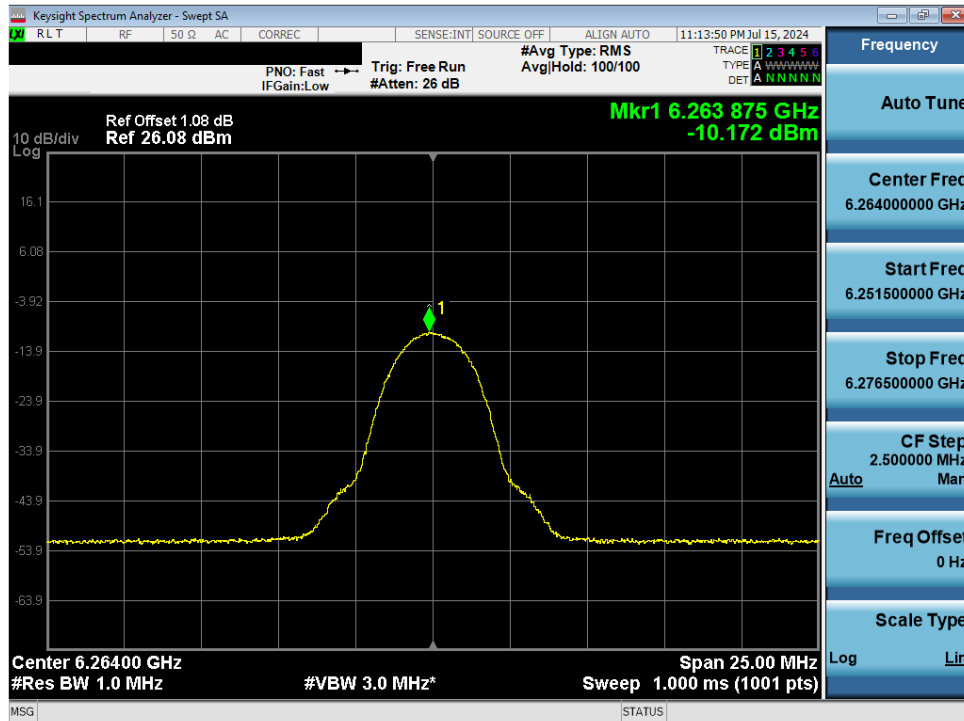 Keysight Spectrum Analyzer - Swept SA
LXI RLT RF 50 Ω AC CORREC SENSE:INT SOURCE OFF ALIGN AUTO 11:13:50 PM Jul 15, 2024
PNO: Fast Trig: Free Run #Avg Type: RMS TRACE 1 2 3 4 5 6
IFGain:Low #Atten: 26 dB Avg|Hold: 100/100 TYPE A WWWWW
DET A N N N N N
Mkr1 6.263 875 GHz
-10.172 dBm
Ref Offset 1.08 dB
10 dB/div Ref 26.08 dBm
Log
16.1
6.08
-3.92
1
-13.9
-23.9
-33.9
-43.9
-53.9
-63.9
Center 6.26400 GHz Span 25.00 MHz
#Res BW 1.0 MHz #VBW 3.0 MHz* Sweep 1.000 ms (1001 pts)
MSG STATUS
Frequency
Auto Tune
Center Freq
6.264000000 GHz
Start Freq
6.251500000 GHz
Stop Freq
6.276500000 GHz
CF Step
2.500000 MHz
Auto Man
Freq Offset
0 Hz
Scale Type
Log Lin